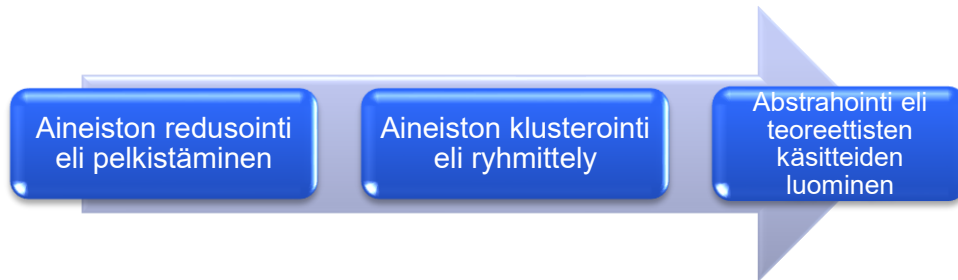 Aineiston redusointi
eli pelkistäminen
Aineiston klusterointi
eli ryhmittely
Abstrahointi eli
teoreettisten
käsitteiden
luominen